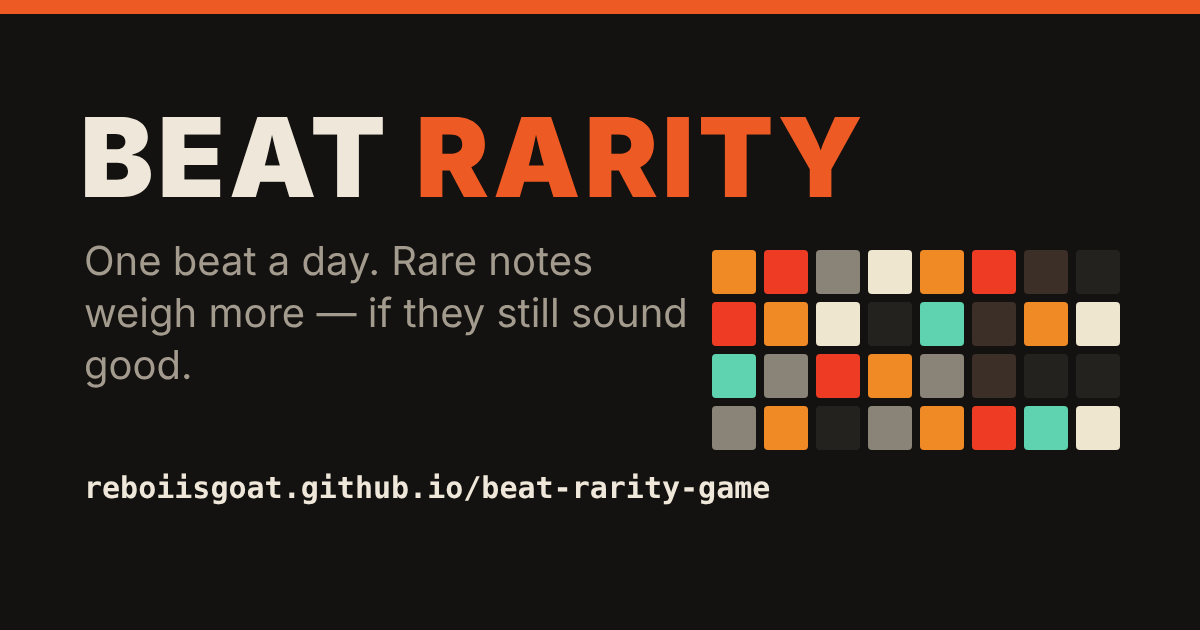 BEAT RARITY
One beat a day. Rare notes
weigh more — if they still sound
good.
reboiisgoat.github.io/beat-rarity-game